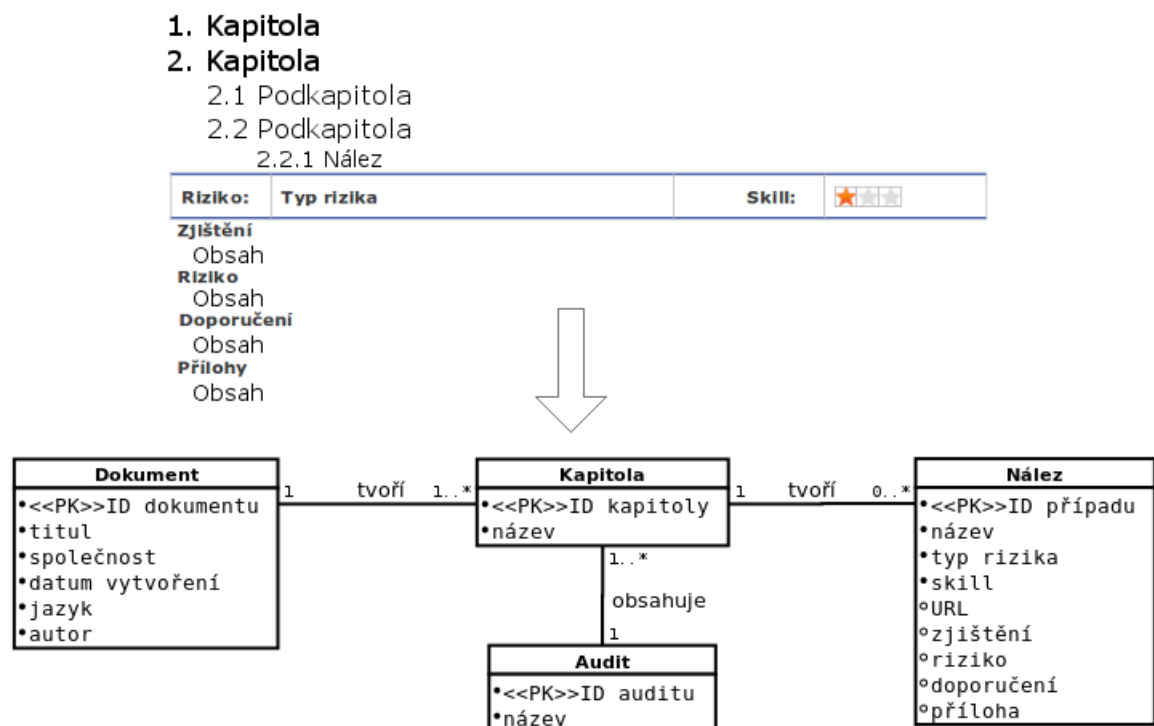 1. Kapitola
2. Kapitola
2.1 Podkapitola
2.2 Podkapitola
2.2.1 Nález
Riziko: Typ rizika Skill:
Zjištění
Obsah
Riziko
Obsah
Doporučení
Obsah
Přílohy
Obsah
Dokument
•<<PK>>ID dokumentu
•titul
•společnost
•datum vytvoření
•jazyk
•autor
1 tvoří 1..*
Kapitola
•<<PK>>ID kapitoly
•název
1 tvoří 0..*
Nález
•<<PK>>ID případu
•název
•typ rizika
•skill
°URL
°zjištění
°riziko
°doporučení
°příloha
1..*
obsahuje
1
Audit
•<<PK>>ID auditu
•název